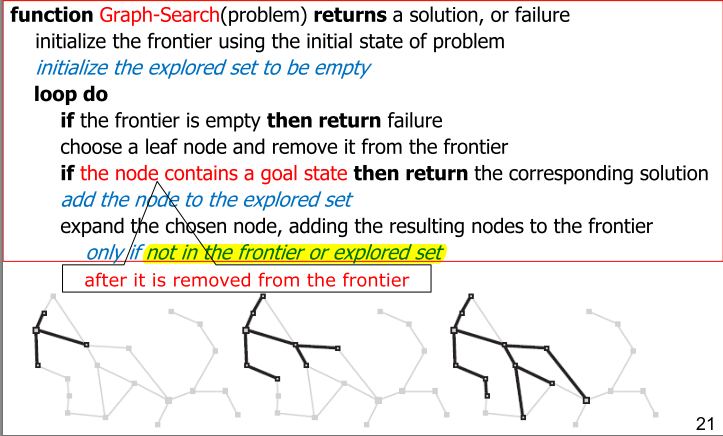 function Graph-Search(problem) returns a solution, or failure
initialize the frontier using the initial state of problem
initialize the explored set to be empty
loop do
if the frontier is empty then return failure
choose a leaf node and remove it from the frontier
if the node contains a goal state then return the corresponding solution
add the node to the explored set
expand the chosen node, adding the resulting nodes to the frontier
only if not in the frontier or explored set
after it is removed from the frontier
21